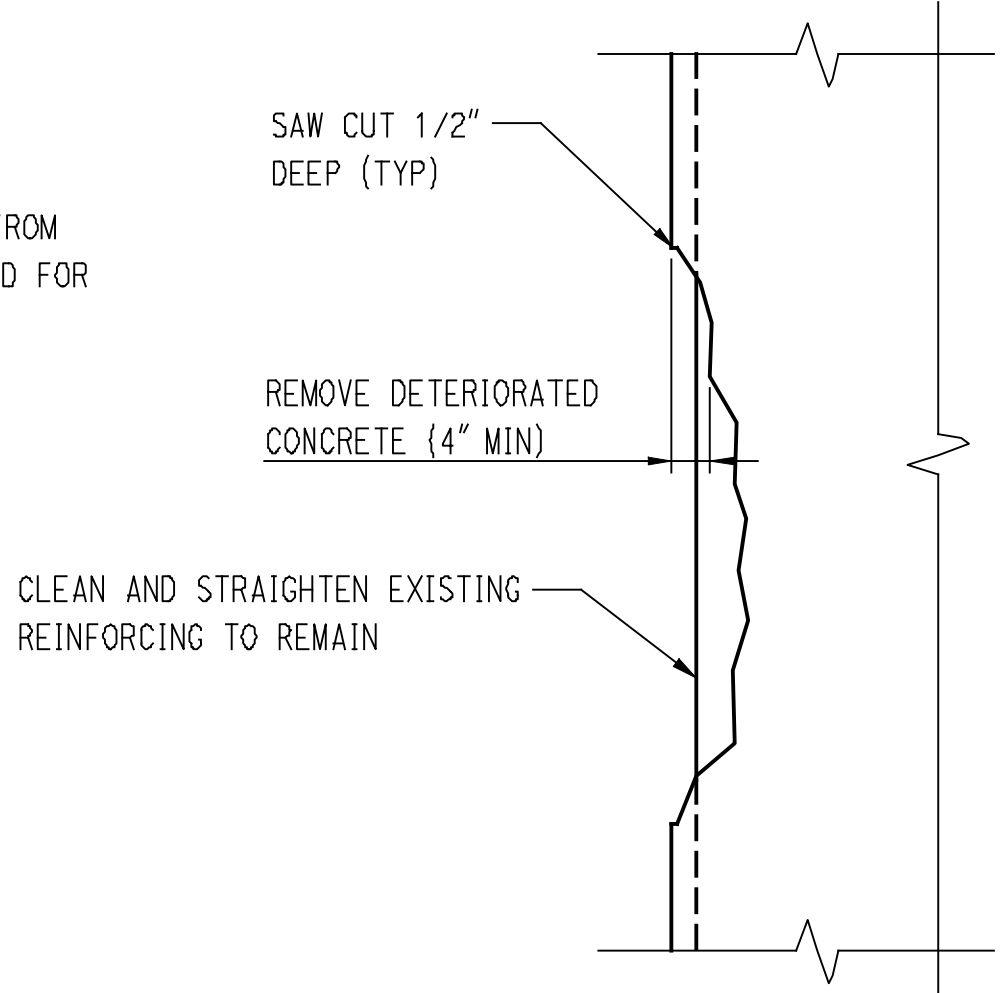 SAW CUT 1/2"
DEEP (TYP)
ROM
D FOR
REMOVE DETERIORATED
CONCRETE (4" MIN)
CLEAN AND STRAIGHTEN EXISTING
REINFORCING TO REMAIN